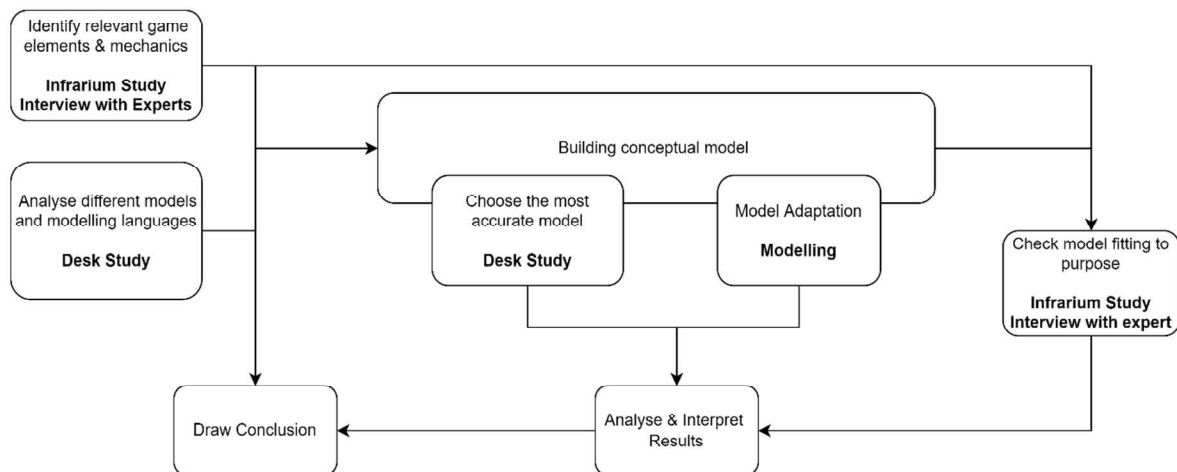 Identify relevant game
elements & mechanics
Infrarium Study
Interview with Experts
Analyse different models
and modelling languages
Desk Study
Building conceptual model
Choose the most
accurate model
Desk Study
Model Adaptation
Modelling
Check model fitting to
purpose
Infrarium Study
Interview with expert
Draw Conclusion
Analyse & Interpret
Results